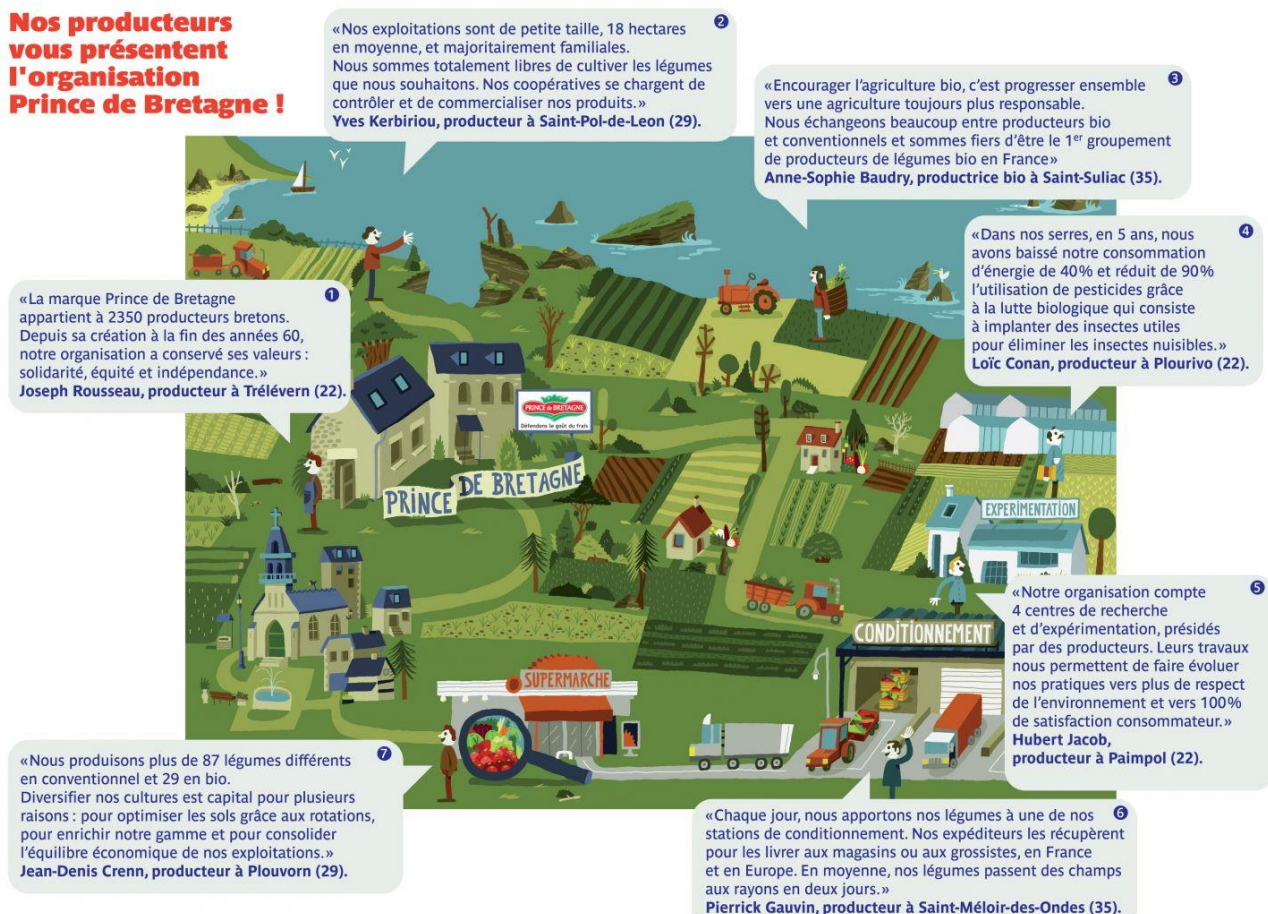 Nos producteurs
vous présentent
l'organisation
Prince de Bretagne !
1
«La marque Prince de Bretagne
appartient à 2350 producteurs bretons.
Depuis sa création à la fin des années 60,
notre organisation a conservé ses valeurs :
solidarité, équité et indépendance.»
Joseph Rousseau, producteur à Trélévern (22).
2
«Nos exploitations sont de petite taille, 18 hectares
en moyenne, et majoritairement familiales.
Nous sommes totalement libres de cultiver les légumes
que nous souhaitons. Nos coopératives se chargent de
contrôler et de commercialiser nos produits.»
Yves Kerbiriou, producteur à Saint-Pol-de-Leon (29).
3
«Encourager l'agriculture bio, c'est progresser ensemble
vers une agriculture toujours plus responsable.
Nous échangeons beaucoup entre producteurs bio
et conventionnels et sommes fiers d'être le 1er groupement
de producteurs de légumes bio en France»
Anne-Sophie Baudry, productrice bio à Saint-Suliac (35).
4
«Dans nos serres, en 5 ans, nous
avons baissé notre consommation
d'énergie de 40% et réduit de 90%
l'utilisation de pesticides grâce
à la lutte biologique qui consiste
à implanter des insectes utiles
pour éliminer les insectes nuisibles.»
Loïc Conan, producteur à Plourivo (22).
PRINCE de BRETAGNE
Défendons le goût du frais
PRINCE DE BRETAGNE
EXPERIMENTATION
5
«Notre organisation compte
4 centres de recherche
et d'expérimentation, présidés
par des producteurs. Leurs travaux
nous permettent de faire évoluer
nos pratiques vers plus de respect
de l'environnement et vers 100%
de satisfaction consommateur.»
Hubert Jacob,
producteur à Paimpol (22).
CONDITIONNEMENT
SUPERMARCHE
6
«Chaque jour, nous apportons nos légumes à une de nos
stations de conditionnement. Nos expéditeurs les récupèrent
pour les livrer aux magasins ou aux grossistes, en France
et en Europe. En moyenne, nos légumes passent des champs
aux rayons en deux jours.»
Pierrick Gauvin, producteur à Saint-Méloir-des-Ondes (35).
7
«Nous produisons plus de 87 légumes différents
en conventionnel et 29 en bio.
Diversifier nos cultures est capital pour plusieurs
raisons : pour optimiser les sols grâce aux rotations,
pour enrichir notre gamme et pour consolider
l'équilibre économique de nos exploitations.»
Jean-Denis Crenn, producteur à Plouvorn (29).